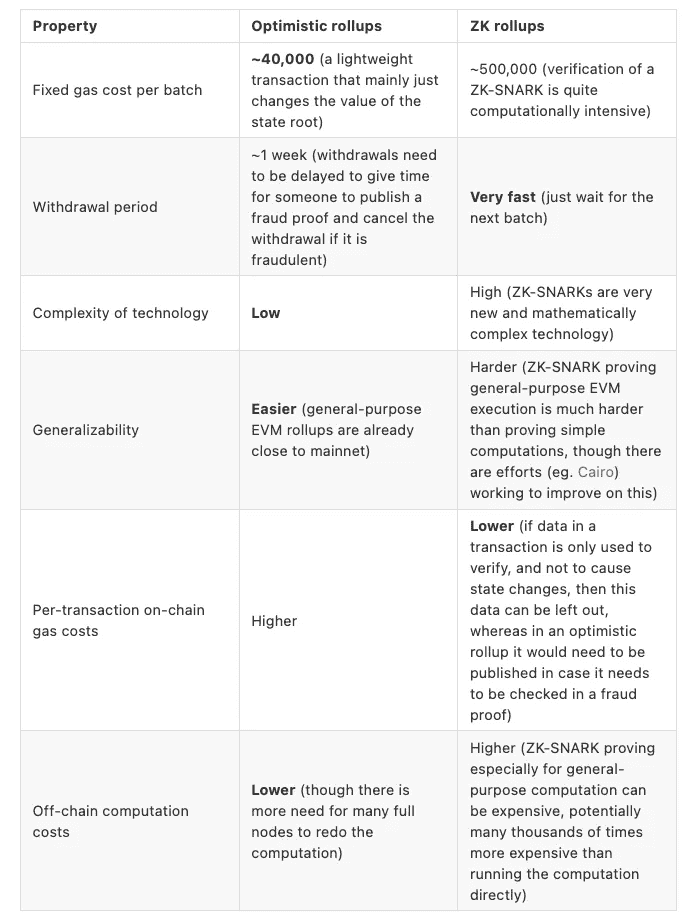 Property
Optimistic rollups
ZK rollups
Fixed gas cost per batch
~40,000 (a lightweight
transaction that mainly just
changes the value of the
state root)
~500,000 (verification of a
ZK-SNARK is quite
computationally intensive)
Withdrawal period
~1 week (withdrawals need
to be delayed to give time
for someone to publish a
fraud proof and cancel the
withdrawal if it is
fraudulent)
Very fast (just wait for the
next batch)
Complexity of technology
Low
High (ZK-SNARKs are very
new and mathematically
complex technology)
Generalizability
Easier (general-purpose
EVM rollups are already
close to mainnet)
Harder (ZK-SNARK proving
general-purpose EVM
execution is much harder
than proving simple
computations, though there
are efforts (eg. Cairo)
working to improve on this)
Per-transaction on-chain
gas costs
Higher
Lower (if data in a
transaction is only used to
verify, and not to cause
state changes, then this
data can be left out,
whereas in an optimistic
rollup it would need to be
published in case it needs
to be checked in a fraud
proof)
Off-chain computation
costs
Lower (though there is
more need for many full
nodes to redo the
computation)
Higher (ZK-SNARK proving
especially for general-
purpose computation can
be expensive, potentially
many thousands of times
more expensive than
running the computation
directly)